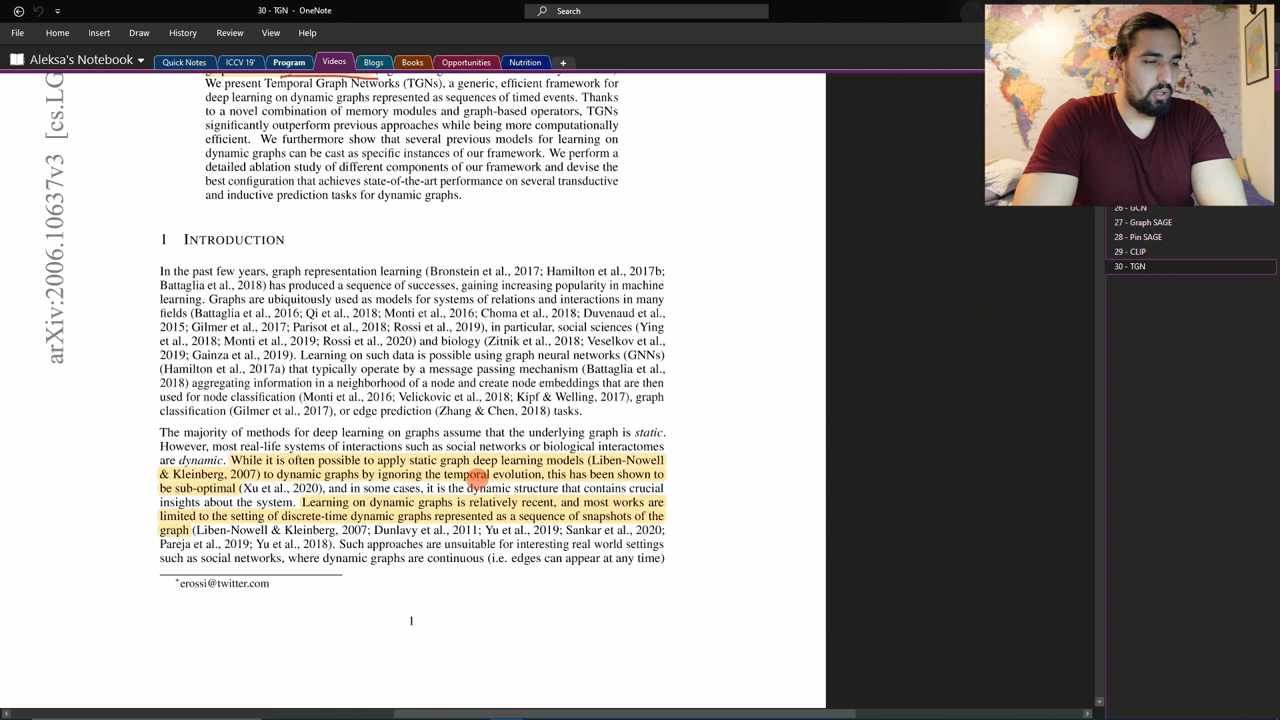 30 - TGN - OneNote
Search
File Home Insert Draw History Review View Help
Aleksa's Notebook
Quick Notes ICCV 19' Program Videos Blogs Books Opportunities Nutrition +
We present Temporal Graph Networks (TGNs), a generic, efficient framework for
deep learning on dynamic graphs represented as sequences of timed events. Thanks
to a novel combination of memory modules and graph-based operators, TGNs
significantly outperform previous approaches while being more computationally
efficient. We furthermore show that several previous models for learning on
dynamic graphs can be cast as specific instances of our framework. We perform a
detailed ablation study of different components of our framework and devise the
best configuration that achieves state-of-the-art performance on several transductive
and inductive prediction tasks for dynamic graphs.
arXiv:2006.10637v3 [cs.LG
1 INTRODUCTION
In the past few years, graph representation learning (Bronstein et al., 2017; Hamilton et al., 2017b;
Battaglia et al., 2018) has produced a sequence of successes, gaining increasing popularity in machine
learning. Graphs are ubiquitously used as models for systems of relations and interactions in many
fields (Battaglia et al., 2016; Qi et al., 2018; Monti et al., 2016; Choma et al., 2018; Duvenaud et al.,
2015; Gilmer et al., 2017; Parisot et al., 2018; Rossi et al., 2019), in particular, social sciences (Ying
et al., 2018; Monti et al., 2019; Rossi et al., 2020) and biology (Zitnik et al., 2018; Veselkov et al.,
2019; Gainza et al., 2019). Learning on such data is possible using graph neural networks (GNNs)
(Hamilton et al., 2017a) that typically operate by a message passing mechanism (Battaglia et al.,
2018) aggregating information in a neighborhood of a node and create node embeddings that are then
used for node classification (Monti et al., 2016; Velickovic et al., 2018; Kipf & Welling, 2017), graph
classification (Gilmer et al., 2017), or edge prediction (Zhang & Chen, 2018) tasks.
The majority of methods for deep learning on graphs assume that the underlying graph is static.
However, most real-life systems of interactions such as social networks or biological interactomes
are dynamic. While it is often possible to apply static graph deep learning models (Liben-Nowell
& Kleinberg, 2007) to dynamic graphs by ignoring the temporal evolution, this has been shown to
be sub-optimal (Xu et al., 2020), and in some cases, it is the dynamic structure that contains crucial
insights about the system. Learning on dynamic graphs is relatively recent, and most works are
limited to the setting of discrete-time dynamic graphs represented as a sequence of snapshots of the
graph (Liben-Nowell & Kleinberg, 2007; Dunlavy et al., 2011; Yu et al., 2019; Sankar et al., 2020;
Pareja et al., 2019; Yu et al., 2018). Such approaches are unsuitable for interesting real world settings
such as social networks, where dynamic graphs are continuous (i.e. edges can appear at any time)
*erossi@twitter.com
1
26 - GCN
27 - Graph SAGE
28 - Pin SAGE
29 - CLIP
30 - TGN